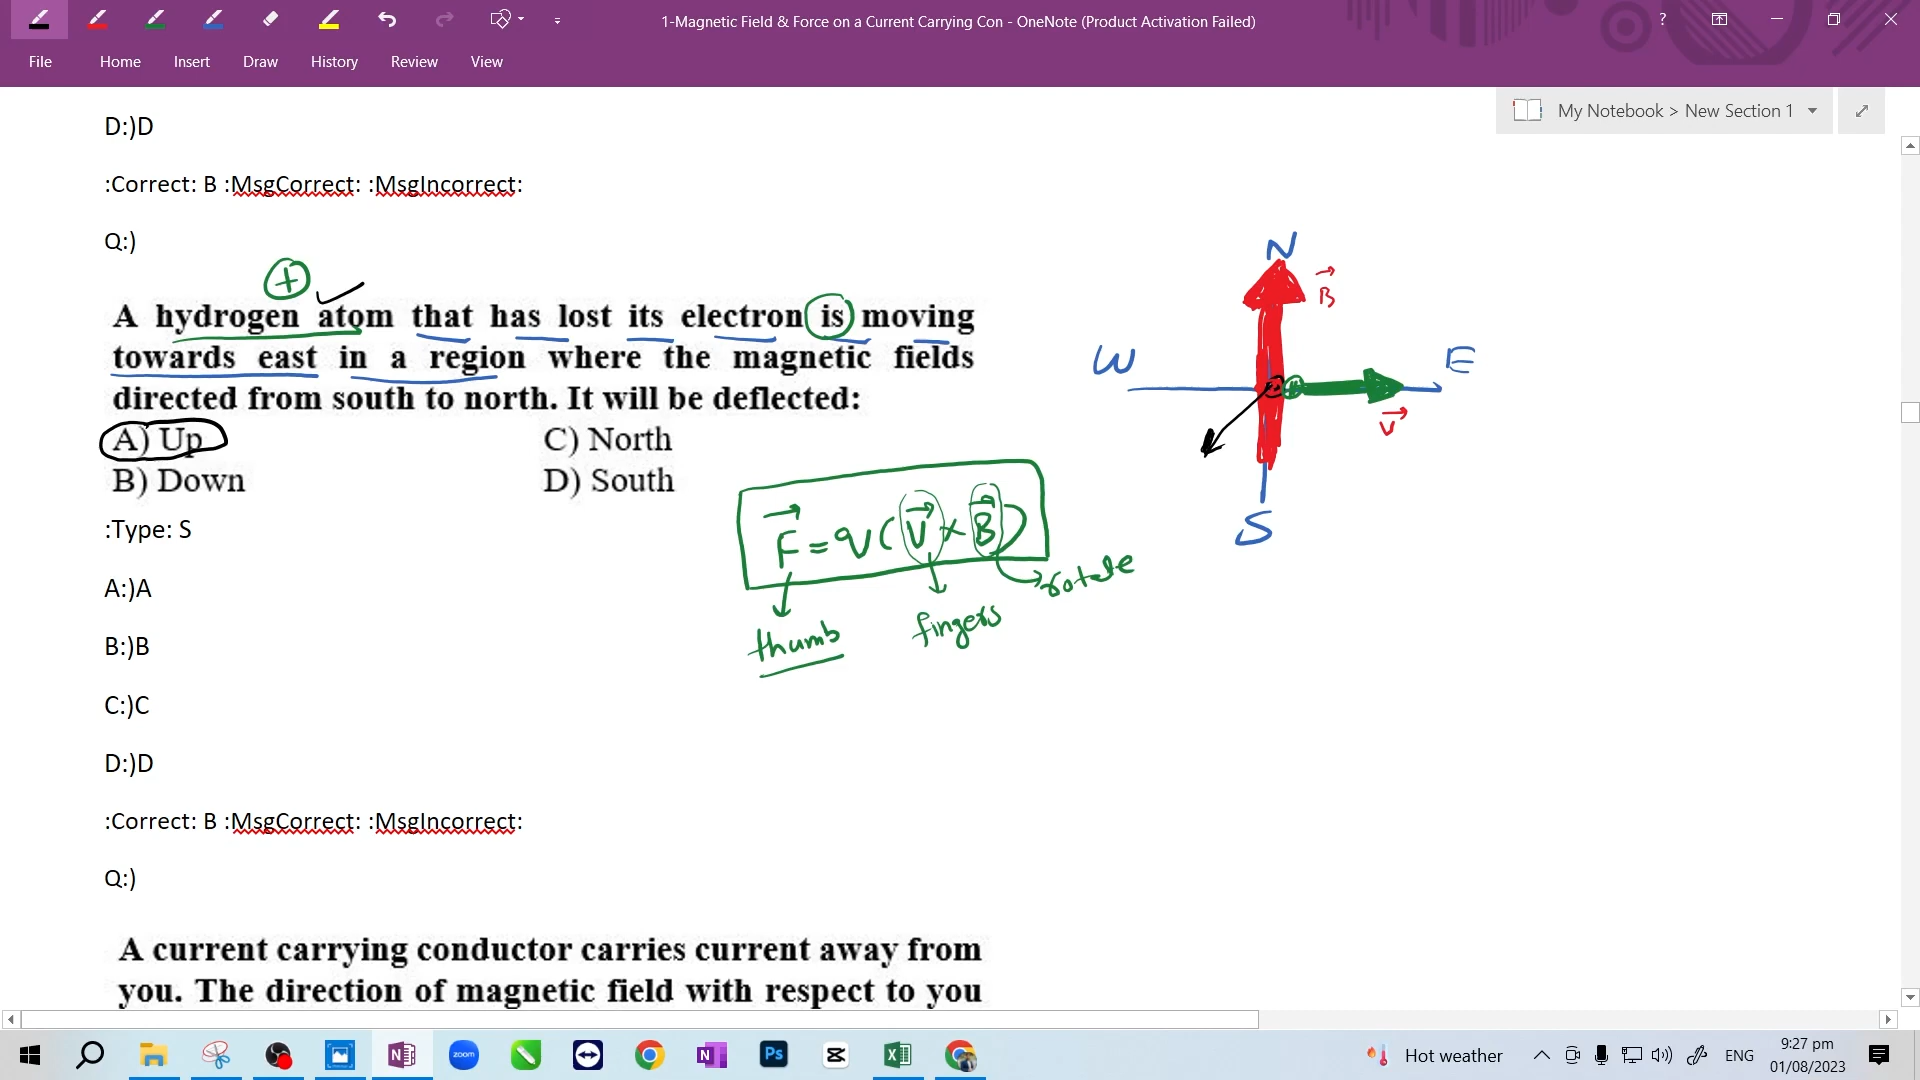 1-Magnetic Field & Force on a Current Carrying Con - OneNote (Product Activation Failed)
?
File Home Insert Draw History Review View
My Notebook > New Section 1
D:)D
:Correct: B :MsgCorrect: :MsgIncorrect:
Q:)
+
A hydrogen atom that has lost its electron is moving
towards east in a region where the magnetic fields
directed from south to north. It will be deflected:
A) Up C) North
B) Down D) South
N
B
W
E
V
S
F = q(V × B)
rotate
thumb
fingers
:Type: S
A:)A
B:)B
C:)C
D:)D
:Correct: B :MsgCorrect: :MsgIncorrect:
Q:)
A current carrying conductor carries current away from
you. The direction of magnetic field with respect to you
zoom
N
N
Ps
X
Hot weather
ENG
9:27 pm
01/08/2023